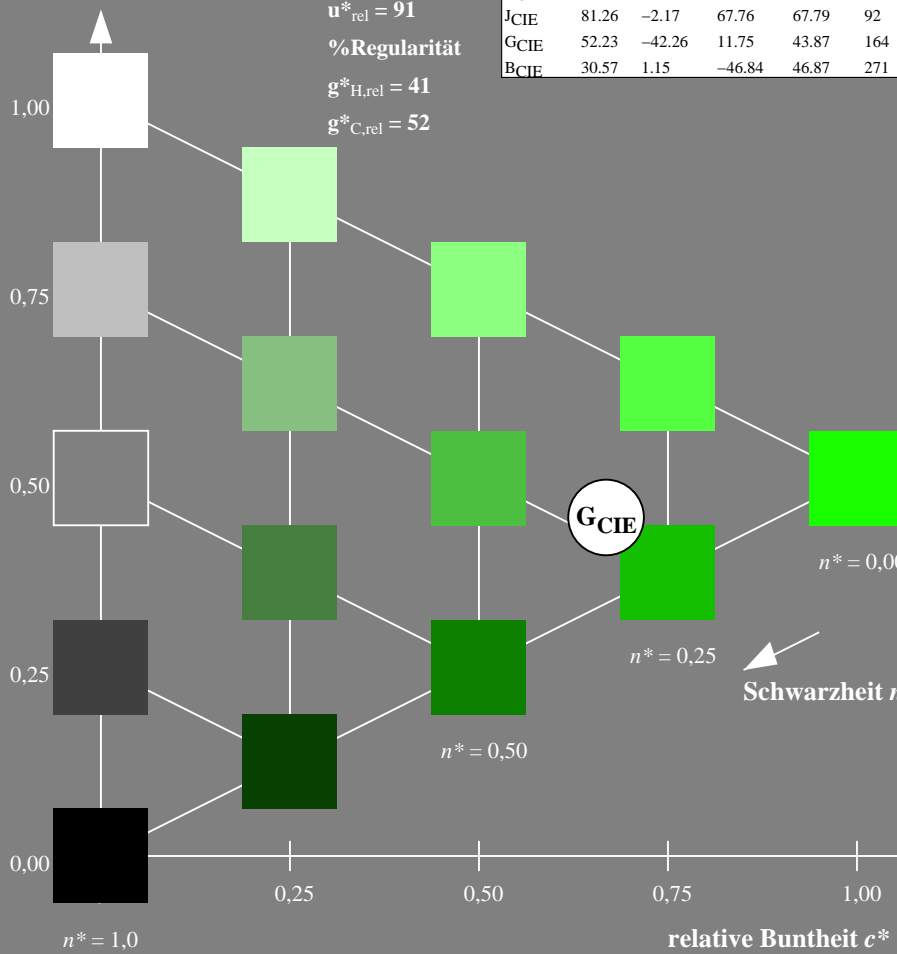 u*rel = 91
%Regularität
g*H,rel = 41
g*C,rel = 52
JCIE 81.26 −2.17 67.76 67.79 92
GCIE 52.23 −42.26 11.75 43.87 164
BCIE 30.57 1.15 −46.84 46.87 271
1,00
0,75
0,50
GCIE
n* = 0,00
n* = 0,25
0,25
Schwarzheit n
n* = 0,50
0,00
0,25 0,50 0,75 1,00
n* = 1,0
relative Buntheit c*